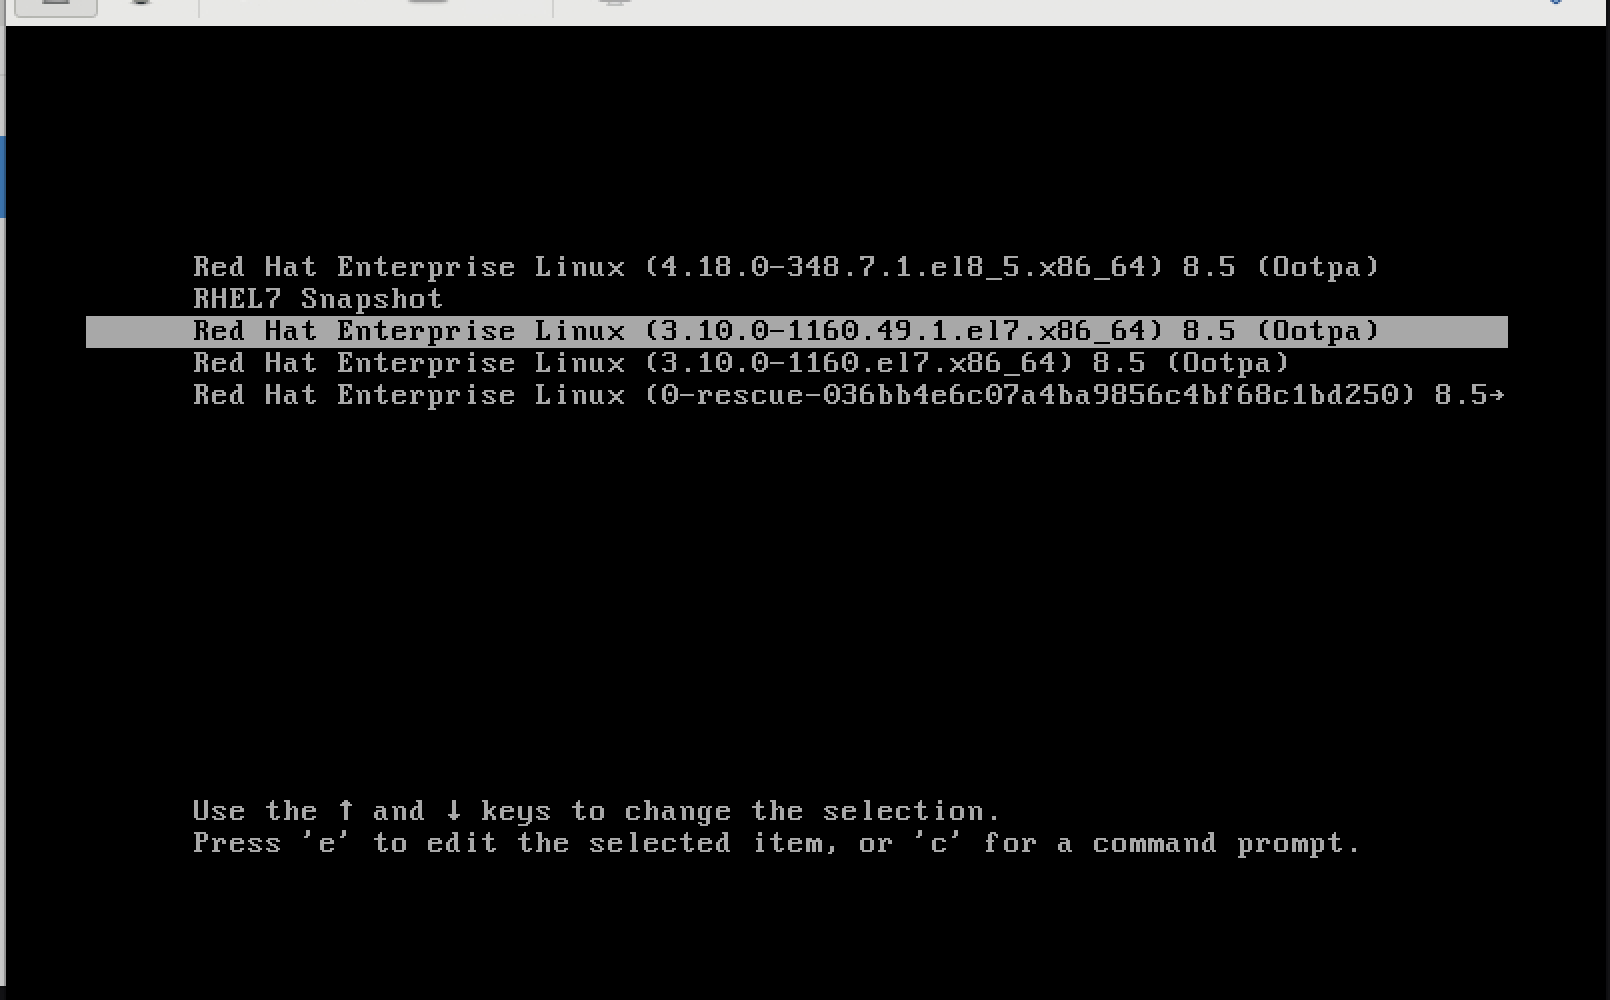 Red Hat Enterprise Linux (4.18.0-348.7.1.el8_5.x86_64) 8.5 (Ootpa)
RHEL7 Snapshot
Red Hat Enterprise Linux (3.10.0-1160.49.1.el7.x86_64) 8.5 (Ootpa)
Red Hat Enterprise Linux (3.10.0-1160.el7.x86_64) 8.5 (Ootpa)
Red Hat Enterprise Linux (0-rescue-036bb4e6c07a4ba9856c4bf68c1bd250) 8.5→
Use the ↑ and ↓ keys to change the selection.
Press 'e' to edit the selected item, or 'c' for a command prompt.